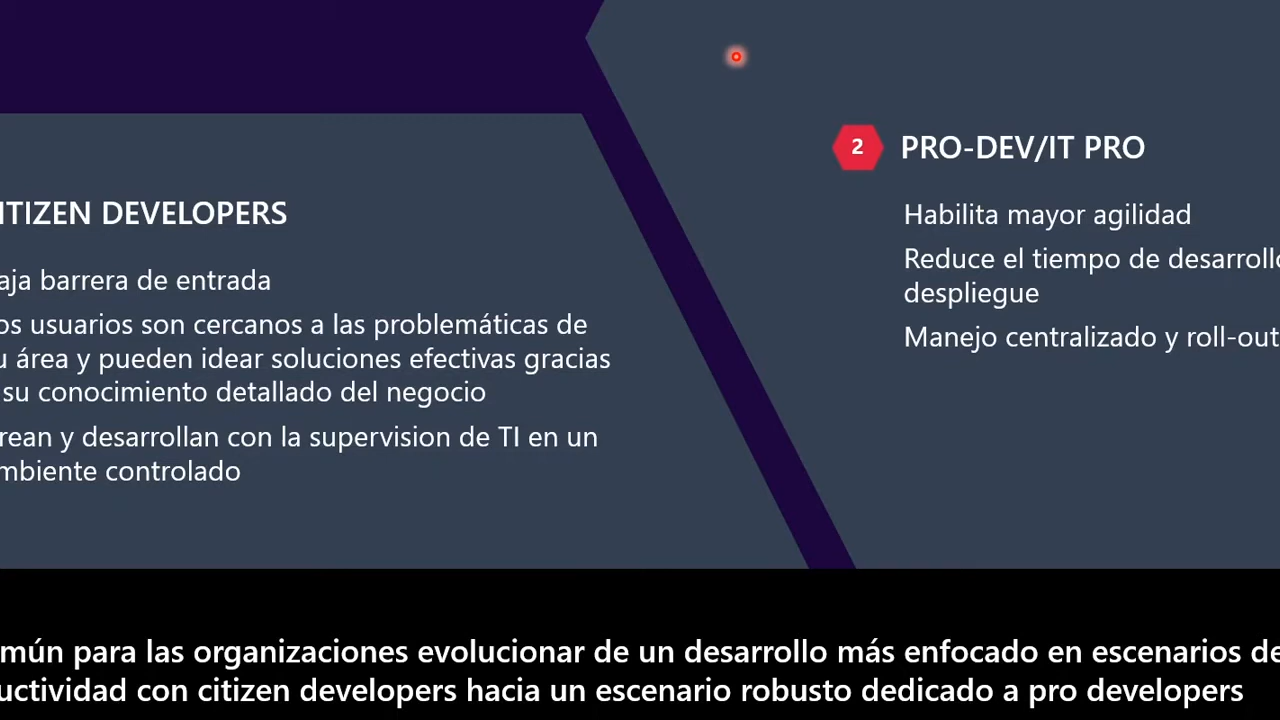 ITIZEN DEVELOPERS
aja barrera de entrada
os usuarios son cercanos a las problemáticas de
u área y pueden idear soluciones efectivas gracias
su conocimiento detallado del negocio
rean y desarrollan con la supervision de TI en un
mbiente controlado
2 PRO-DEV/IT PRO
Habilita mayor agilidad
Reduce el tiempo de desarrollo
despliegue
Manejo centralizado y roll-out
mún para las organizaciones evolucionar de un desarrollo más enfocado en escenarios de
uctividad con citizen developers hacia un escenario robusto dedicado a pro developers